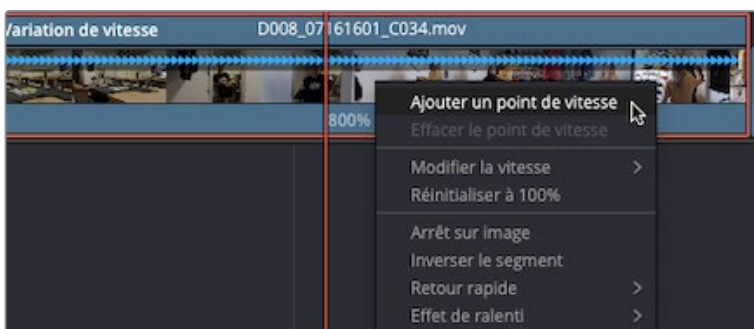 Variation de vitesse D008_07161601_C034.mov
Ajouter un point de vitesse
800%
Effacer le point de vitesse
Modifier la vitesse
Réinitialiser à 100%
Arrêt sur image
Inverser le segment
Retour rapide
Effet de ralenti